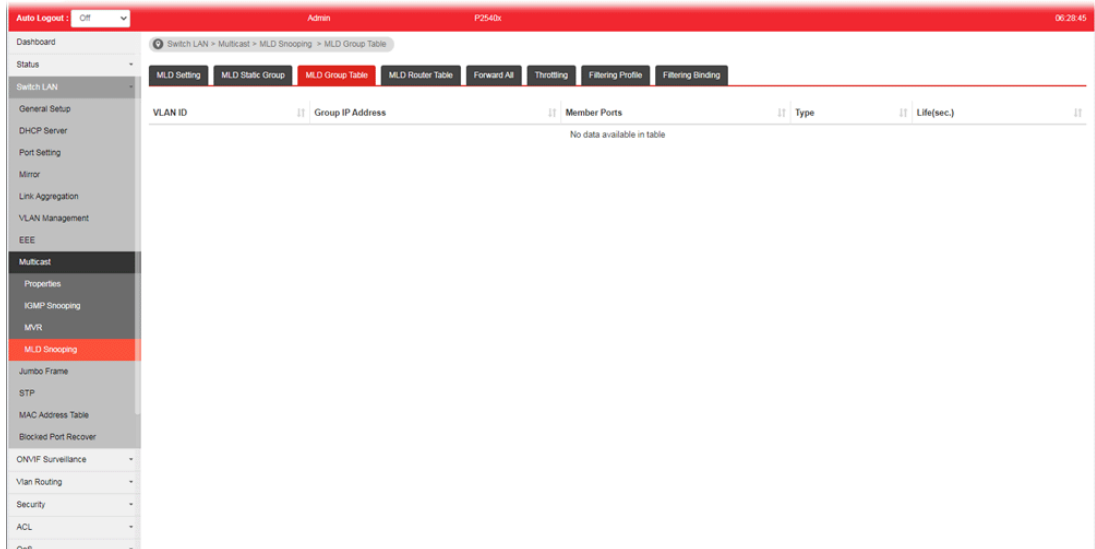 Auto Logout : Off Admin P2540x 06:28:45
Dashboard
Status
Switch LAN
General Setup
DHCP Server
Port Setting
Mirror
Link Aggregation
VLAN Management
EEE
Multicast
Properties
IGMP Snooping
MVR
MLD Snooping
Jumbo Frame
STP
MAC Address Table
Blocked Port Recover
ONVIF Surveillance
Vlan Routing
Security
ACL
QoS
Switch LAN > Multicast > MLD Snooping > MLD Group Table
MLD Setting MLD Static Group MLD Group Table MLD Router Table Forward All Throttling Filtering Profile Filtering Binding
VLAN ID Group IP Address Member Ports Type Life(sec.)
No data available in table